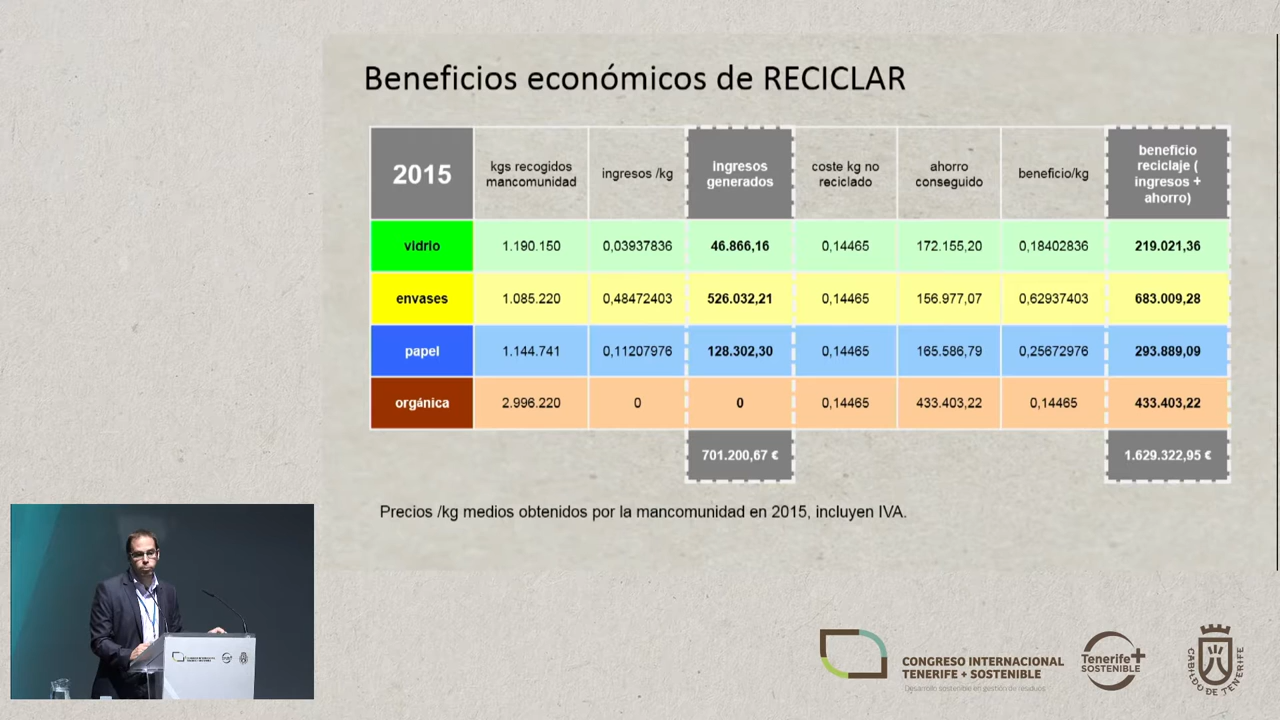 Beneficios económicos de RECICLAR
2015
kgs recogidos
mancomunidad
ingresos /kg
ingresos
generados
coste kg no
reciclado
ahorro
conseguido
beneficio/kg
beneficio
reciclaje (
ingresos +
ahorro)
vidrio 1.190.150 0,03937836 46.866,16 0,14465 172.155,20 0,18402836 219.021,36
envases 1.085.220 0,48472403 526.032,21 0,14465 156.977,07 0,62937403 683.009,28
papel 1.144.741 0,11207976 128.302,30 0,14465 165.586,79 0,25672976 293.889,09
orgánica 2.996.220 0 0 0,14465 433.403,22 0,14465 433.403,22
701.200,67 € 1.629.322,95 €
Precios /kg medios obtenidos por la mancomunidad en 2015, incluyen IVA.
CONGRESO INTERNACIONAL
TENERIFE + SOSTENIBLE
Desarrollo sostenible en gestión de residuos
Tenerife+
SOSTENIBLE
CABILDO DE TENERIFE